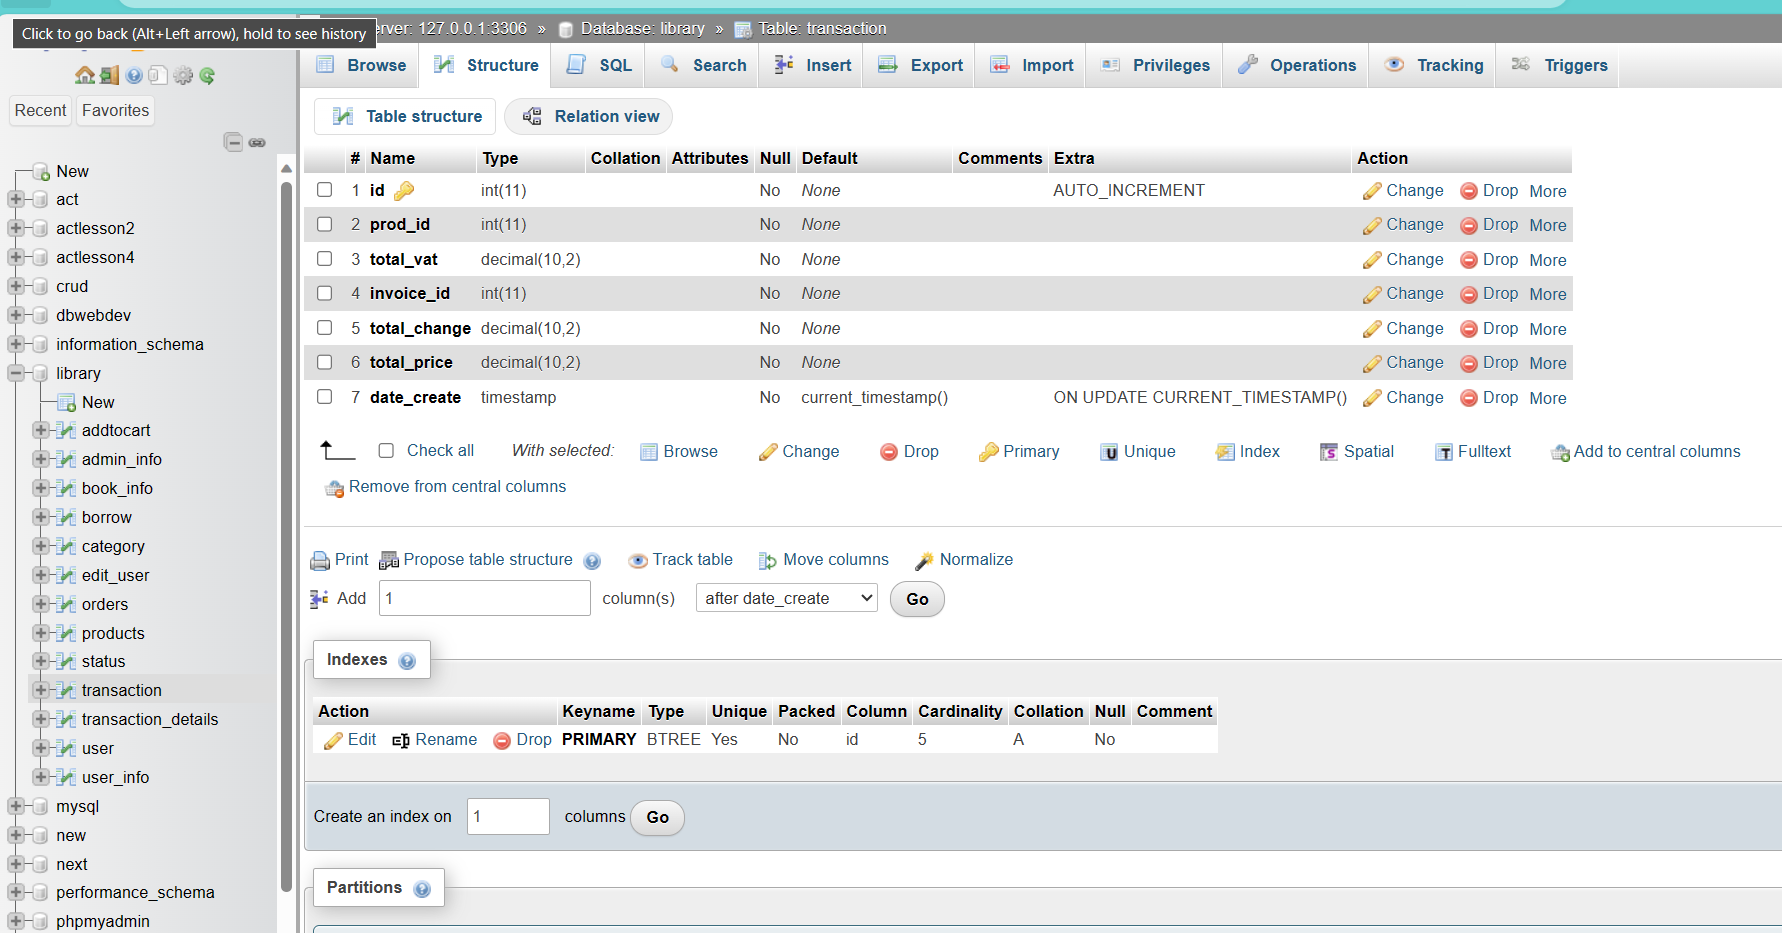 Click to go back (Alt+Left arrow), hold to see history
erver: 127.0.0.1:3306 » Database: library » Table: transaction
Browse Structure SQL Search Insert Export Import Privileges Operations Tracking Triggers
Recent Favorites
New
act
actlesson2
actlesson4
crud
dbwebdev
information_schema
library
New
addtocart
admin_info
book_info
borrow
category
edit_user
orders
products
status
transaction
transaction_details
user
user_info
mysql
new
next
performance_schema
phpmyadmin
Table structure Relation view
# Name Type Collation Attributes Null Default Comments Extra Action
1 id int(11) No None AUTO_INCREMENT Change Drop More
2 prod_id int(11) No None Change Drop More
3 total_vat decimal(10,2) No None Change Drop More
4 invoice_id int(11) No None Change Drop More
5 total_change decimal(10,2) No None Change Drop More
6 total_price decimal(10,2) No None Change Drop More
7 date_create timestamp No current_timestamp() ON UPDATE CURRENT_TIMESTAMP() Change Drop More
Check all With selected: Browse Change Drop Primary Unique Index Spatial Fulltext Add to central columns
Remove from central columns
Print Propose table structure Track table Move columns Normalize
Add 1 column(s) after date_create Go
Indexes
Action Keyname Type Unique Packed Column Cardinality Collation Null Comment
Edit Rename Drop PRIMARY BTREE Yes No id 5 A No
Create an index on 1 columns Go
Partitions